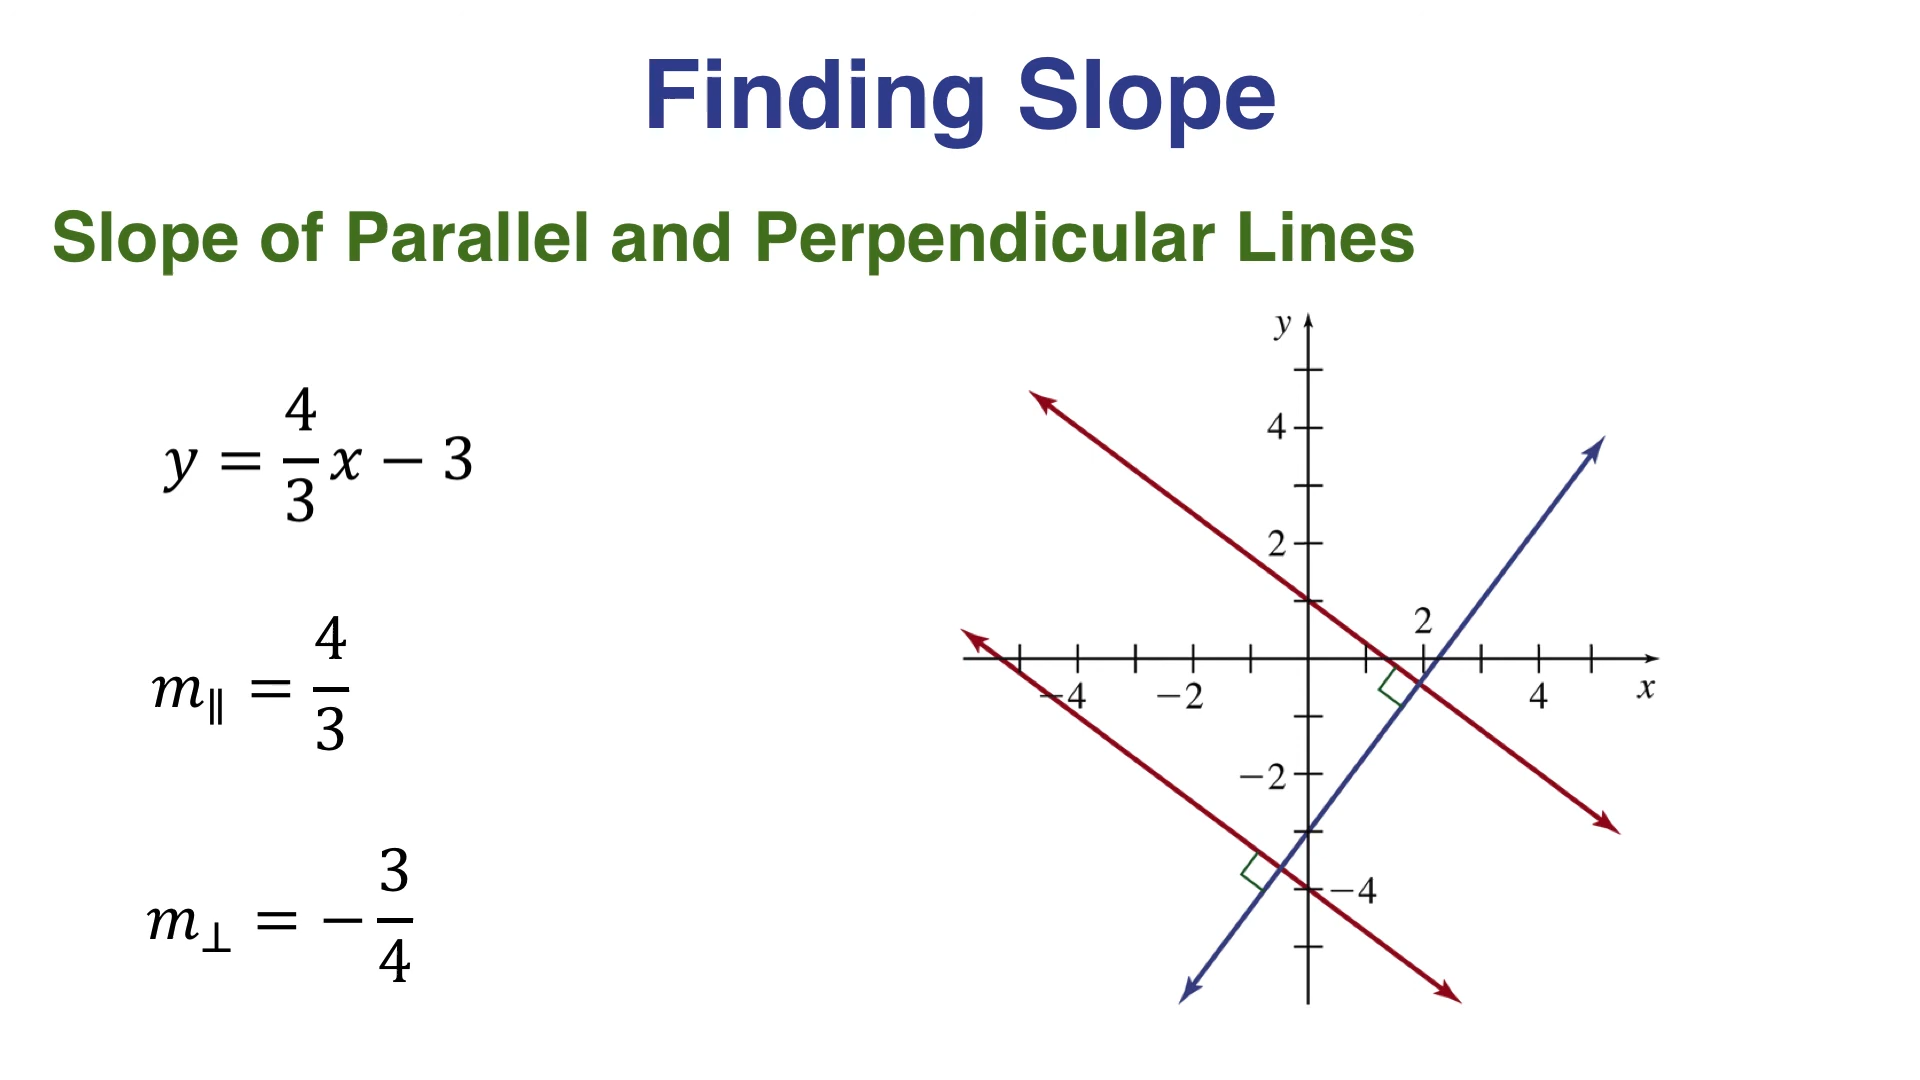 Finding Slope
Slope of Parallel and Perpendicular Lines
y = 4/3 x − 3
m∥ = 4/3
m⊥ = −3/4
y
4
2
2
−4 −2 4 x
−2
−4